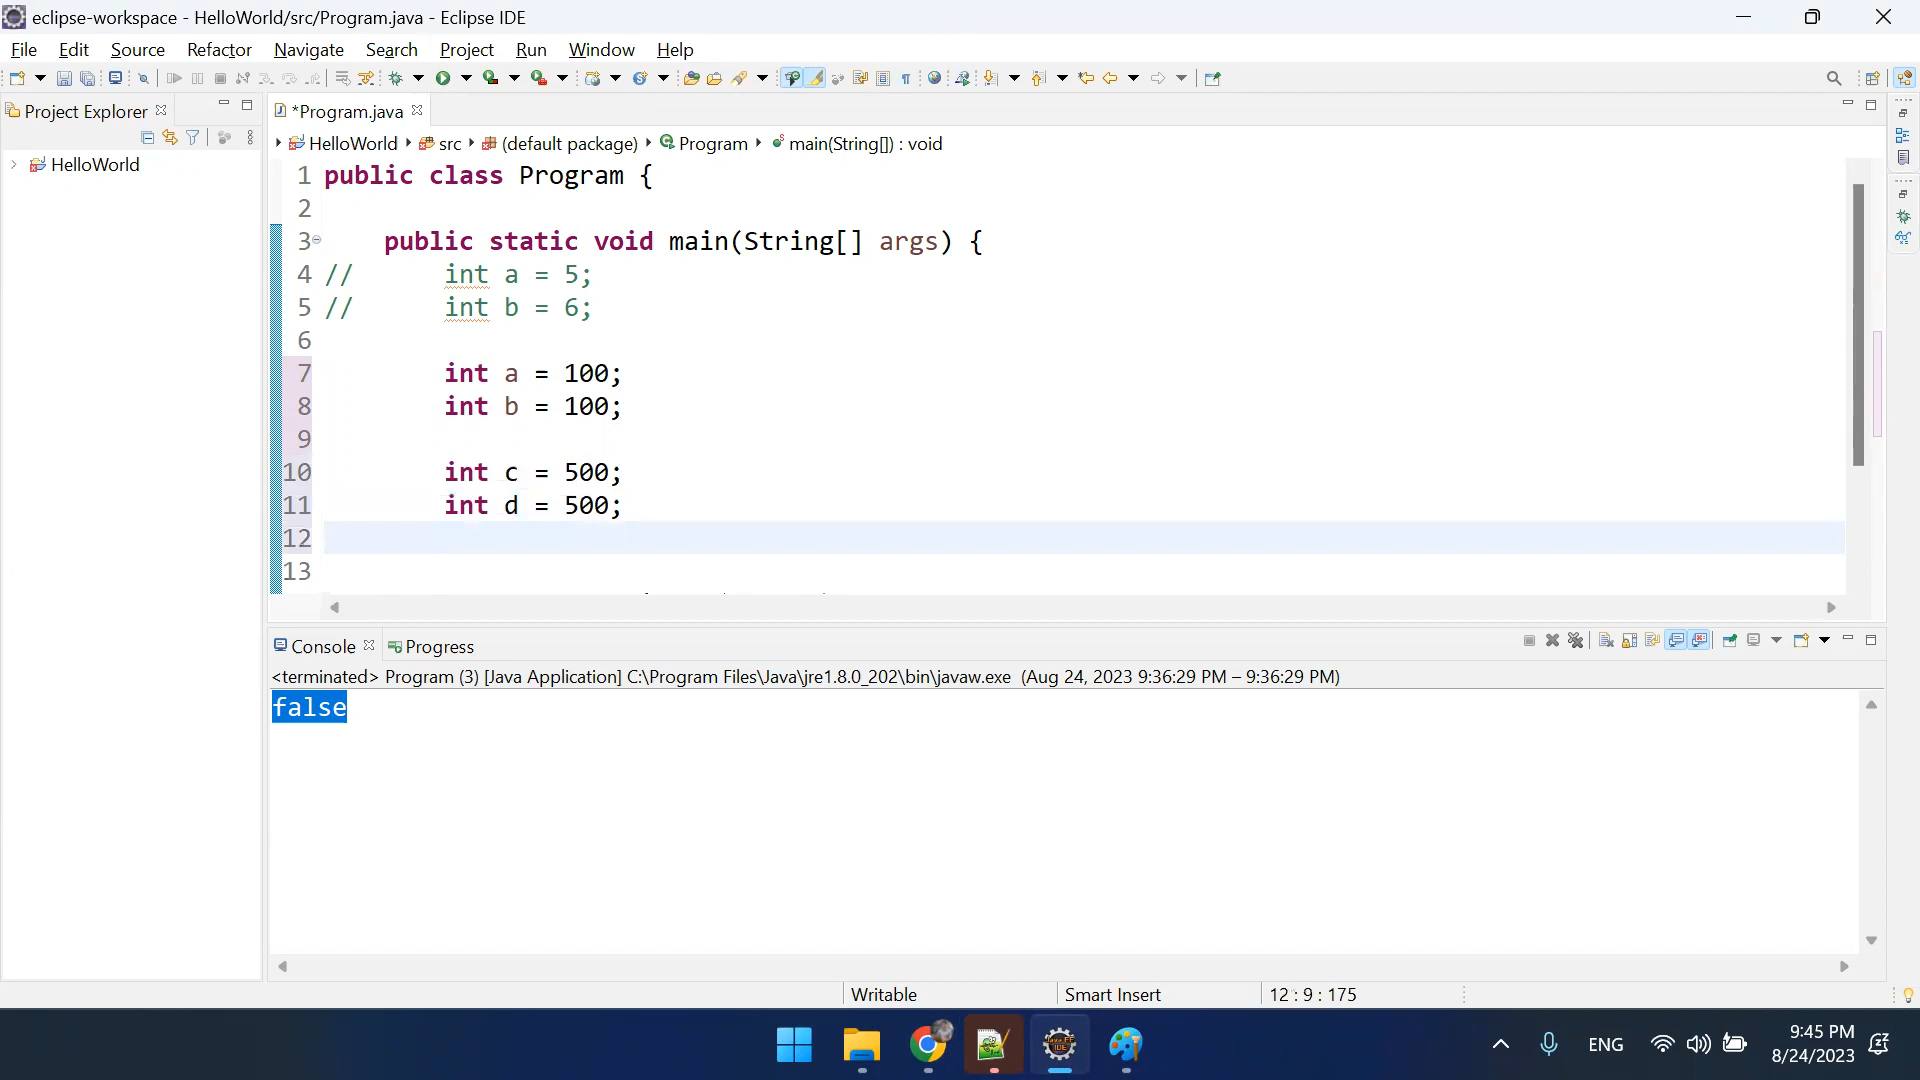 eclipse-workspace - HelloWorld/src/Program.java - Eclipse IDE
File Edit Source Refactor Navigate Search Project Run Window Help
Project Explorer
*Program.java
HelloWorld src (default package) Program main(String[]) : void
HelloWorld
1 public class Program {
2
3 public static void main(String[] args) {
4 // int a = 5;
5 // int b = 6;
6
7 int a = 100;
8 int b = 100;
9
10 int c = 500;
11 int d = 500;
12
13
Console Progress
<terminated> Program (3) [Java Application] C:\Program Files\Java\jre1.8.0_202\bin\javaw.exe (Aug 24, 2023 9:36:29 PM – 9:36:29 PM)
false
Writable Smart Insert 12 : 9 : 175
ENG
9:45 PM
8/24/2023